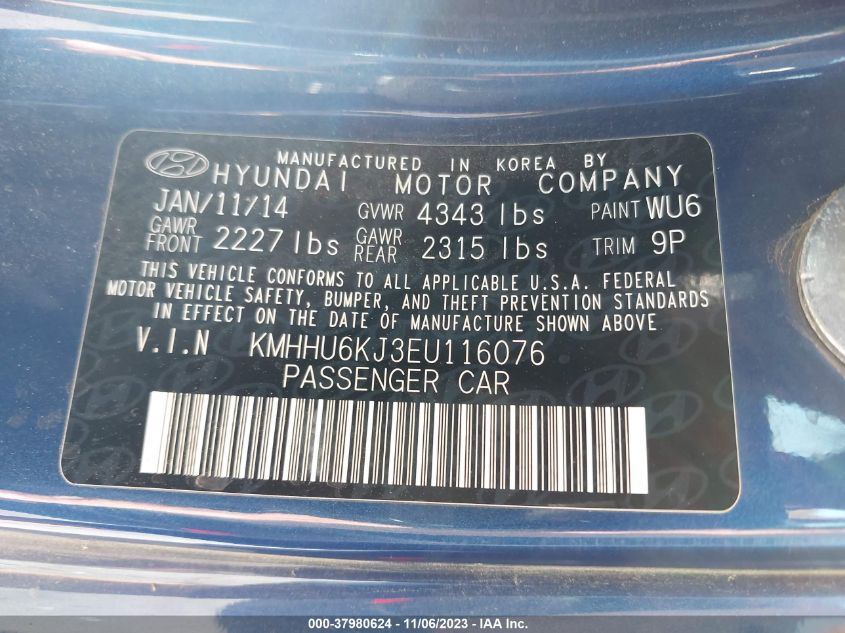 MANUFACTURED IN KOREA BY
HYUNDAI MOTOR COMPANY
JAN/11/14 GVWR 4343 lbs PAINT WU6
GAWR FRONT 2227 lbs GAWR REAR 2315 lbs TRIM 9P
THIS VEHICLE CONFORMS TO ALL APPLICABLE U.S.A. FEDERAL
MOTOR VEHICLE SAFETY, BUMPER, AND THEFT PREVENTION STANDARDS
IN EFFECT ON THE DATE OF MANUFACTURE SHOWN ABOVE
V.I.N KMHHU6KJ3EU116076
PASSENGER CAR
000-37980624 - 11/06/2023 - IAA Inc.